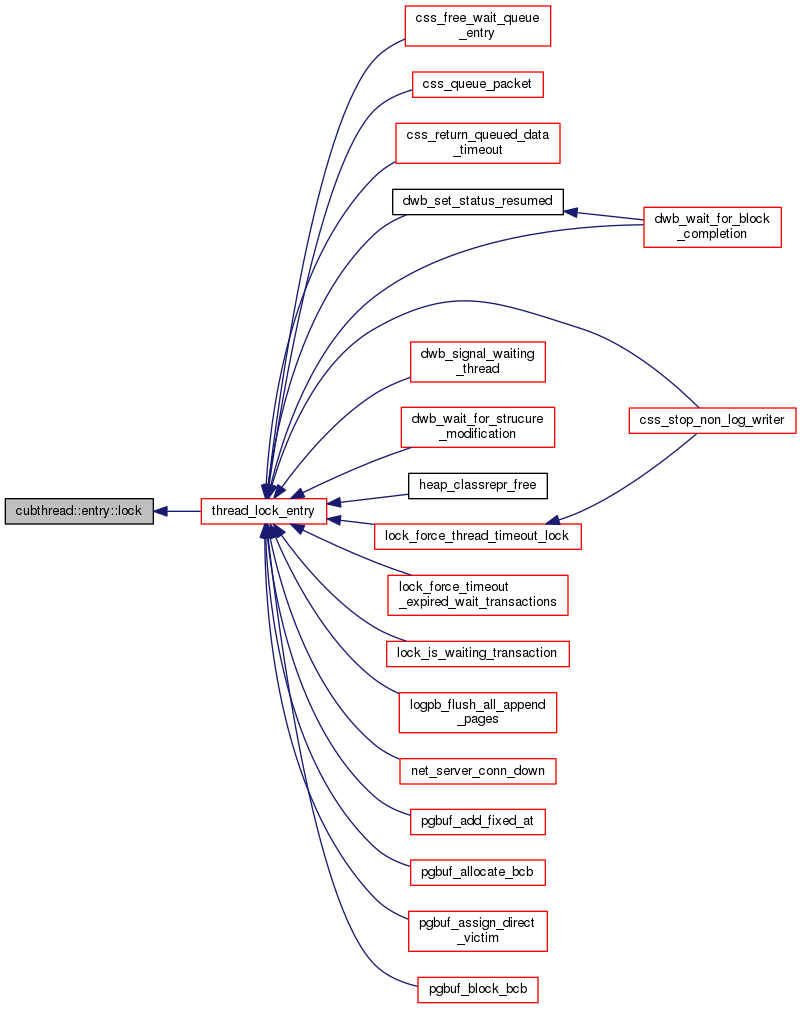 css_free_wait_queue
_entry
css_queue_packet
css_return_queued_data
_timeout
dwb_set_status_resumed
dwb_wait_for_block
_completion
dwb_signal_waiting
_thread
dwb_wait_for_strucure
_modification
css_stop_non_log_writer
heap_classrepr_free
cubthread::entry::lock
thread_lock_entry
lock_force_thread_timeout_lock
lock_force_timeout
_expired_wait_transactions
lock_is_waiting_transaction
logpb_flush_all_append
_pages
net_server_conn_down
pgbuf_add_fixed_at
pgbuf_allocate_bcb
pgbuf_assign_direct
_victim
pgbuf_block_bcb